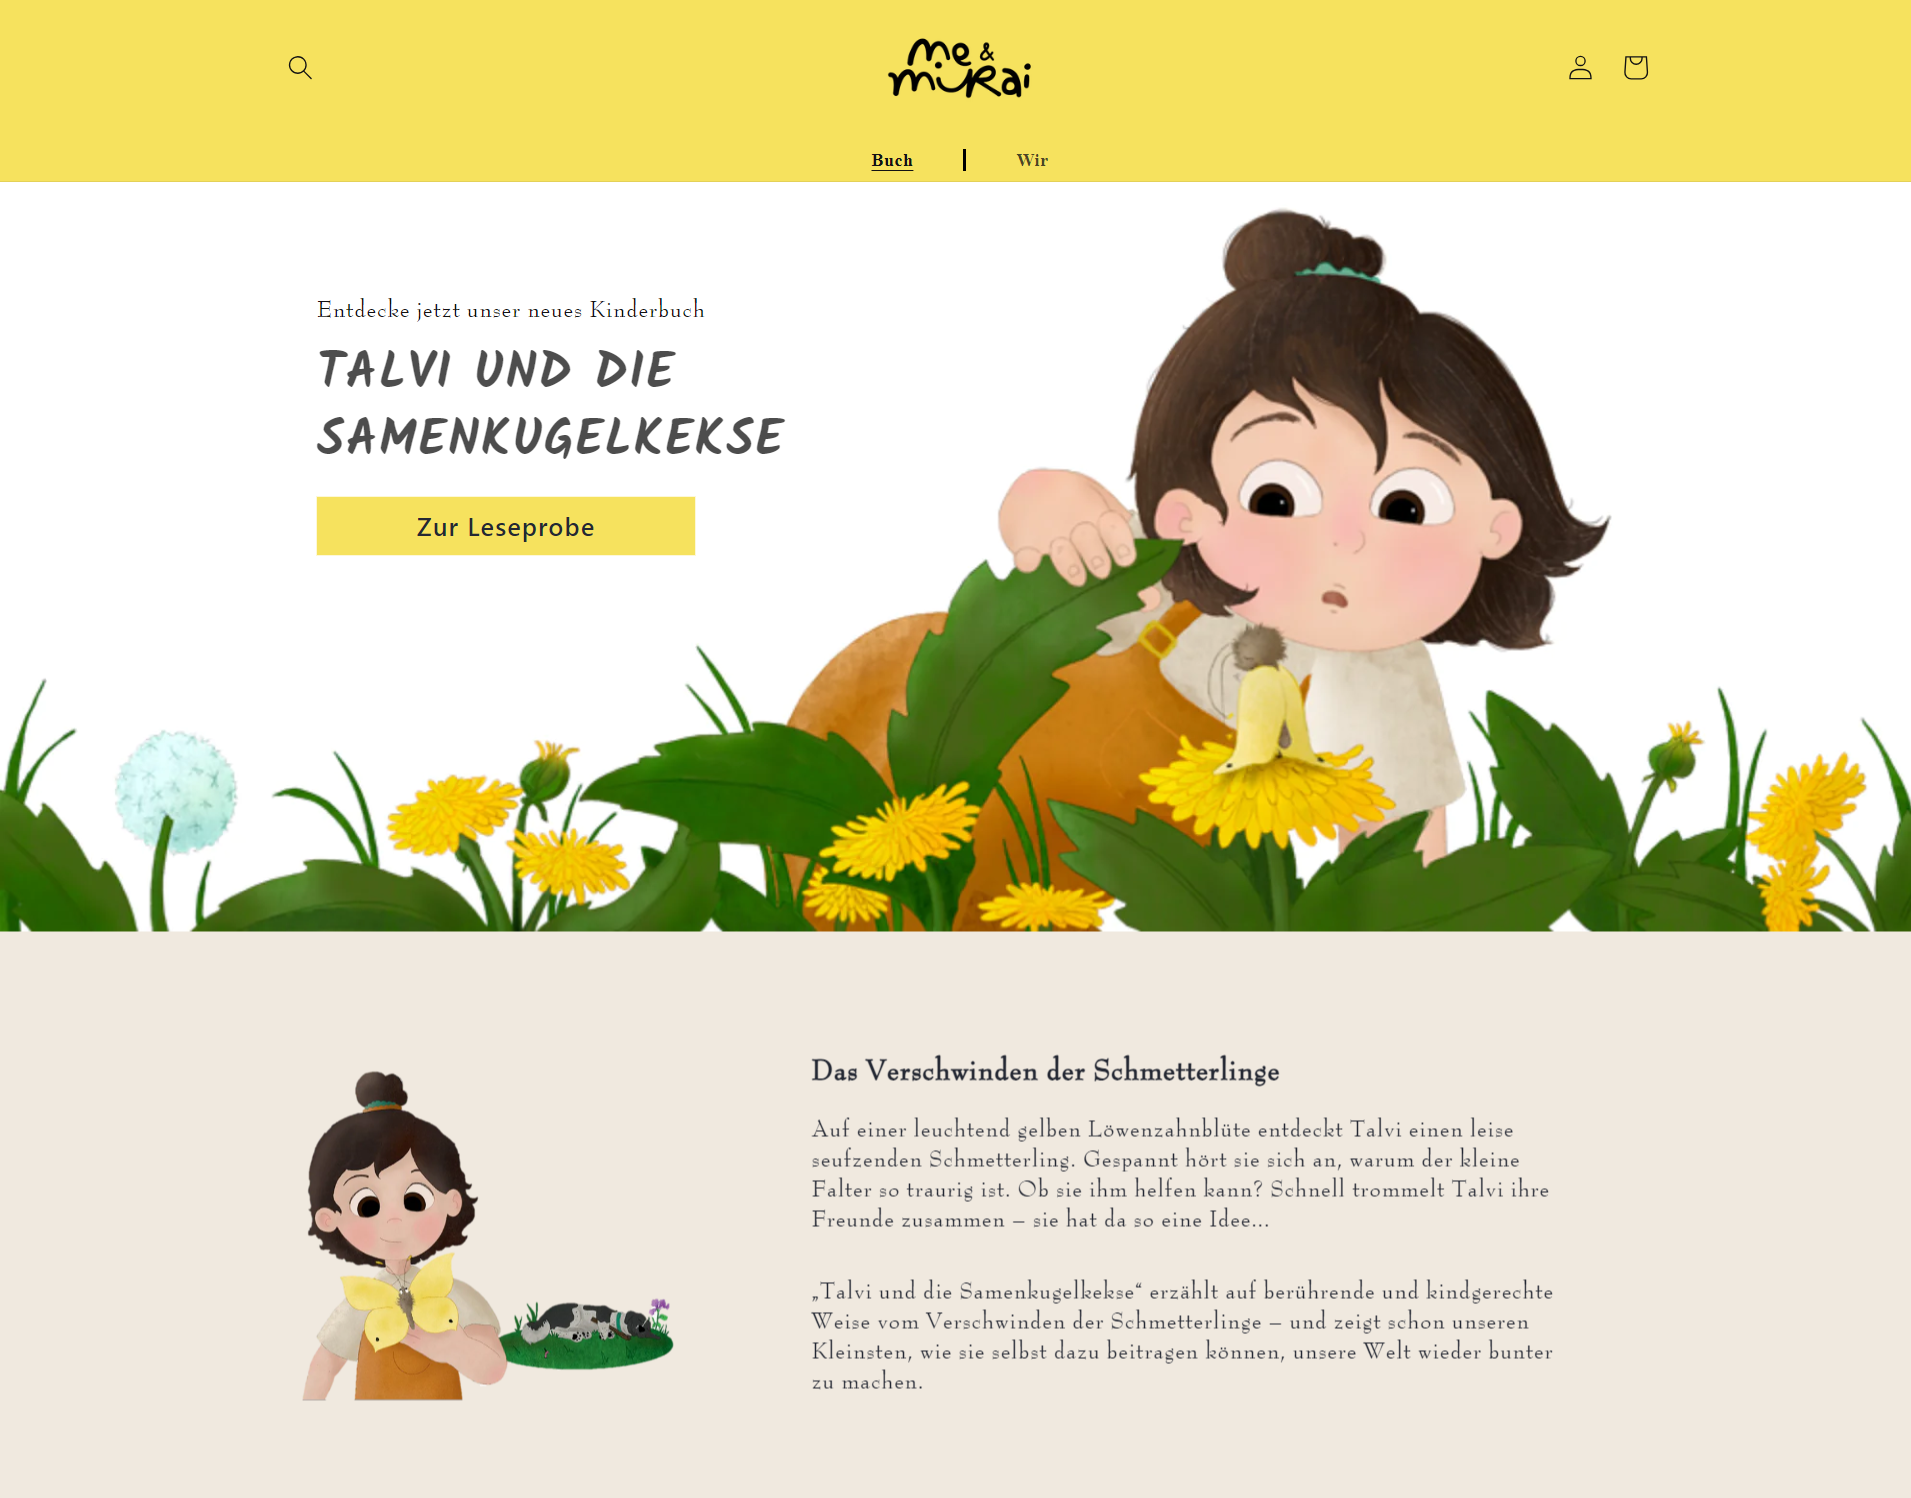 me &
muRai
Buch | Wir
Entdecke jetzt unser neues Kinderbuch
TALVI UND DIE
SAMENKUGELKEKSE
Zur Leseprobe
Das Verschwinden der Schmetterlinge
Auf einer leuchtend gelben Löwenzahnblüte entdeckt Talvi einen leise
seufzenden Schmetterling. Gespannt hört sie sich an, warum der kleine
Falter so traurig ist. Ob sie ihm helfen kann? Schnell trommelt Talvi ihre
Freunde zusammen – sie hat da so eine Idee...
„Talvi und die Samenkugelkekse“ erzählt auf berührende und kindgerechte
Weise vom Verschwinden der Schmetterlinge – und zeigt schon unseren
Kleinsten, wie sie selbst dazu beitragen können, unsere Welt wieder bunter
zu machen.